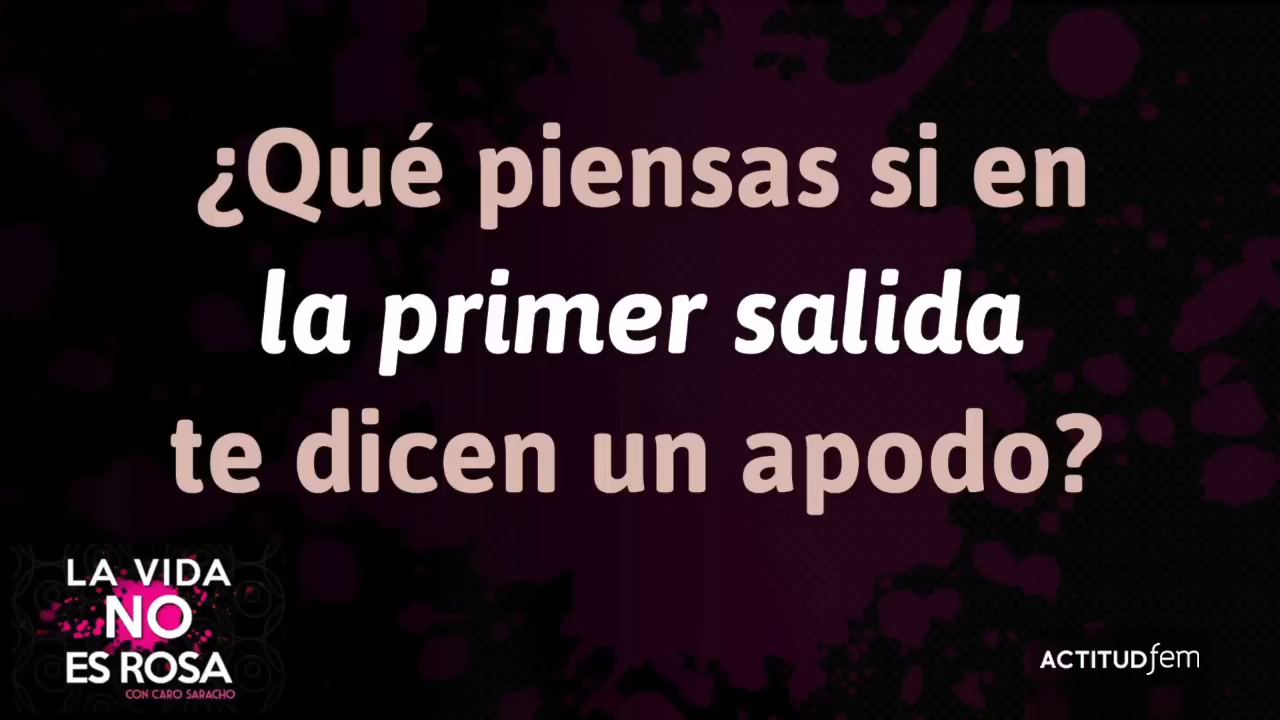 ¿Qué piensas si en
la primer salida
te dicen un apodo?
LA VIDA
NO
ES ROSA
CON CARO SARACHO
ACTITUDfem